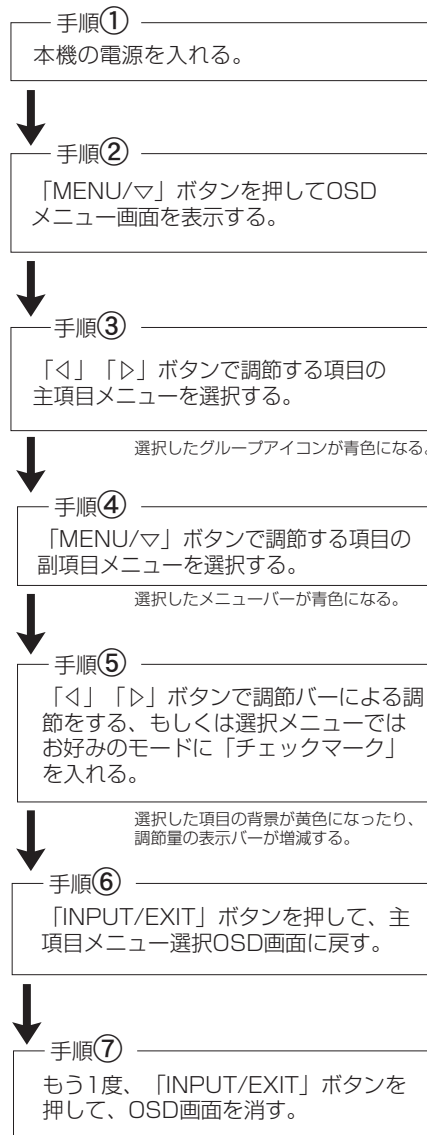 手順①
本機の電源を入れる。
手順②
「MENU/▽」ボタンを押してOSD
メニュー画面を表示する。
手順③
「◁」「▷」ボタンで調節する項目の
主項目メニューを選択する。
選択したグループアイコンが青色になる。
手順④
「MENU/▽」ボタンで調節する項目の
副項目メニューを選択する。
選択したメニューバーが青色になる。
手順⑤
「◁」「▷」ボタンで調節バーによる調
節をする、もしくは選択メニューでは
お好みのモードに「チェックマーク」
を入れる。
選択した項目の背景が黄色になったり、
調節量の表示バーが増減する。
手順⑥
「INPUT/EXIT」ボタンを押して、主
項目メニュー選択OSD画面に戻す。
手順⑦
もう1度、「INPUT/EXIT」ボタンを
押して、OSD画面を消す。